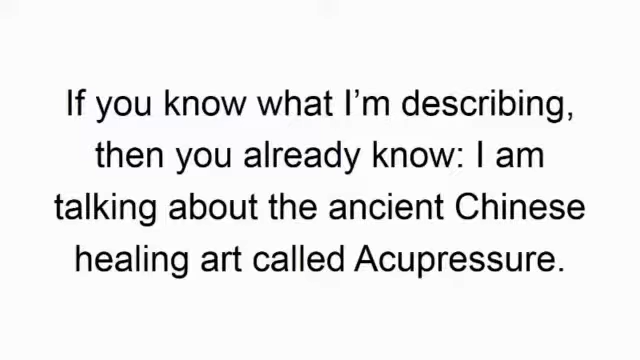 If you know what I’m describing,
then you already know: I am
talking about the ancient Chinese
healing art called Acupressure.